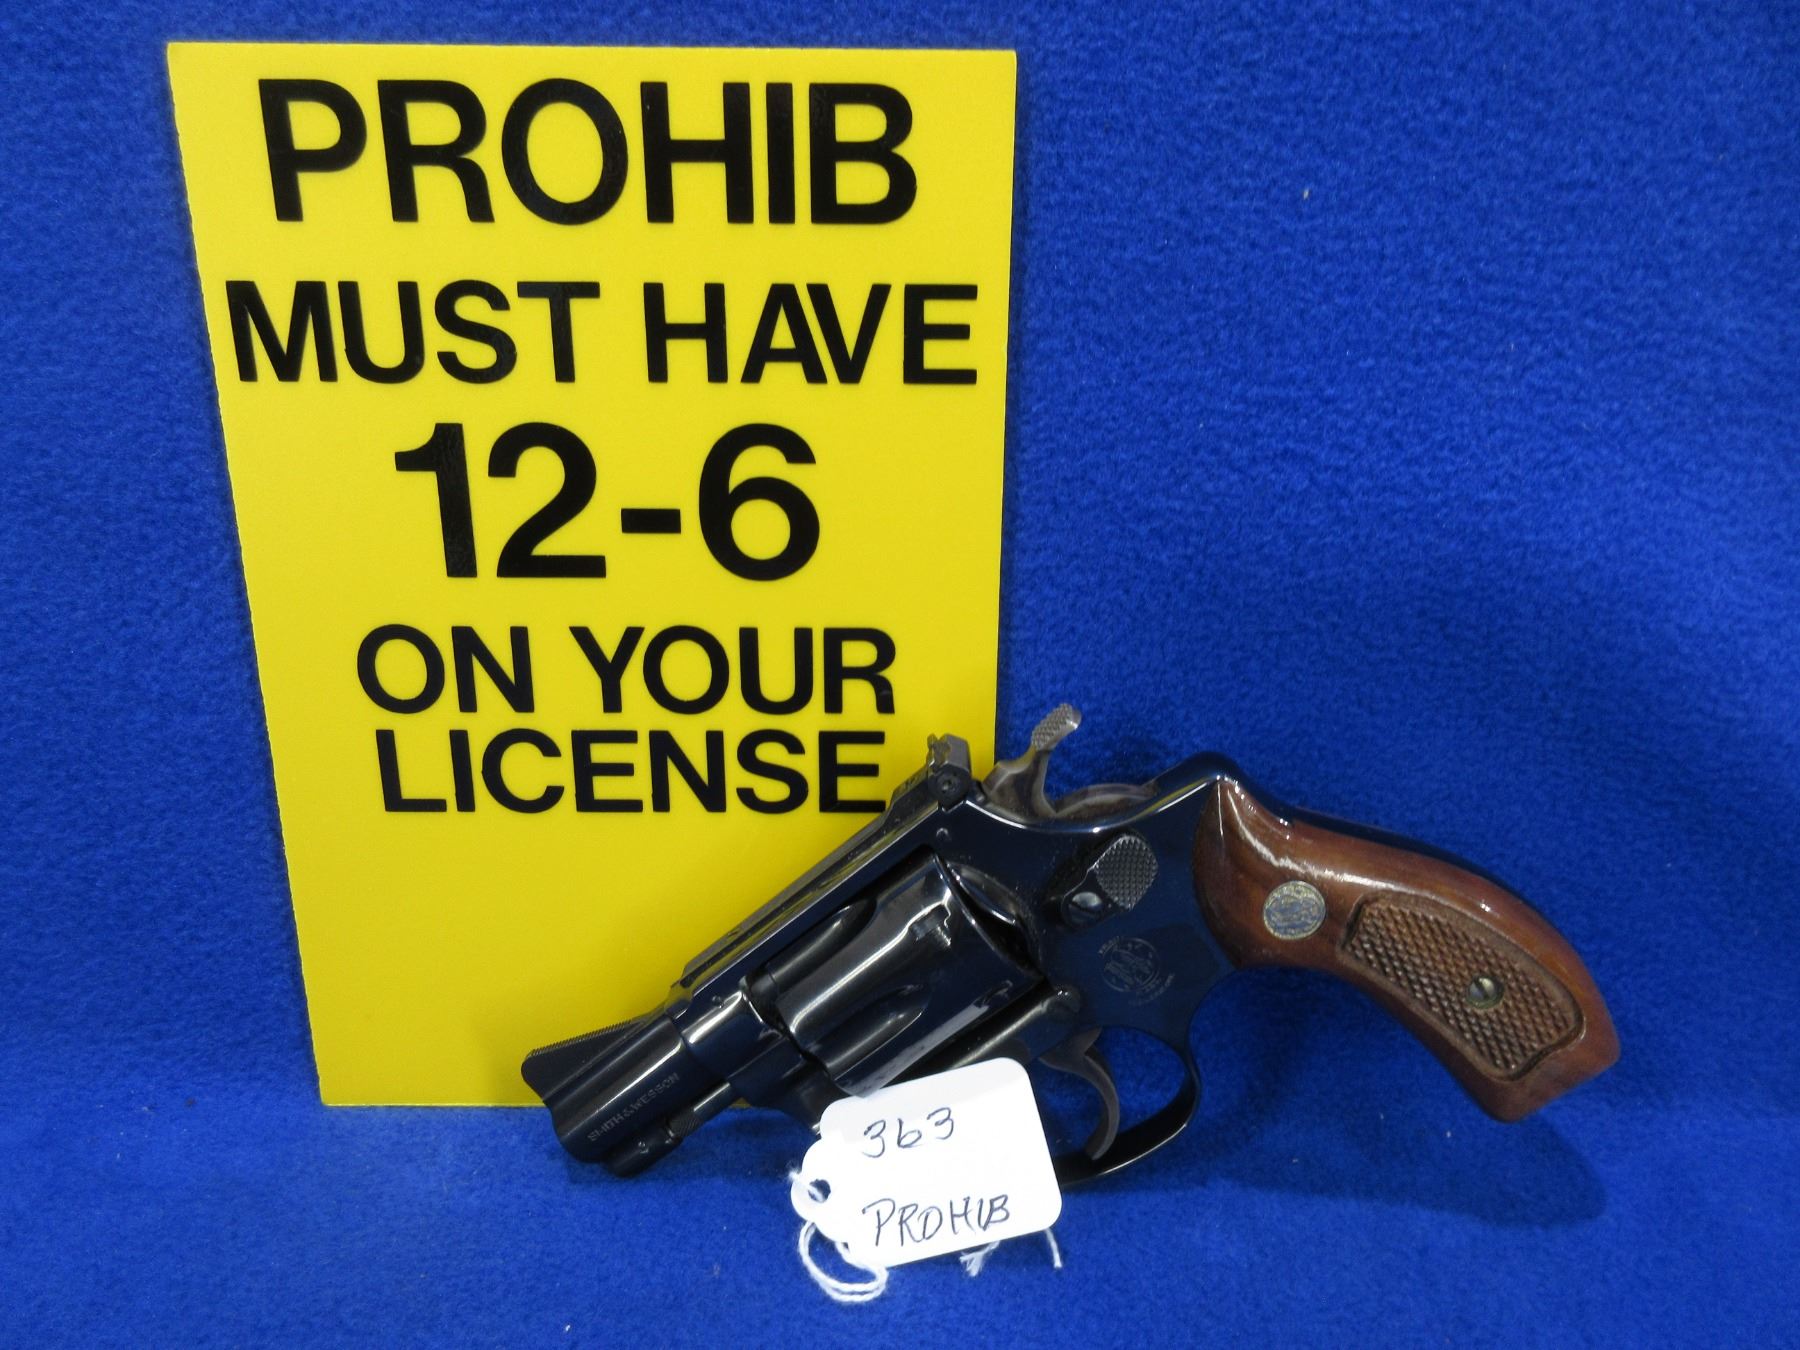 PROHIB
MUST HAVE
12-6
ON YOUR
LICENSE
SMITH & WESSON
363
PROHIB